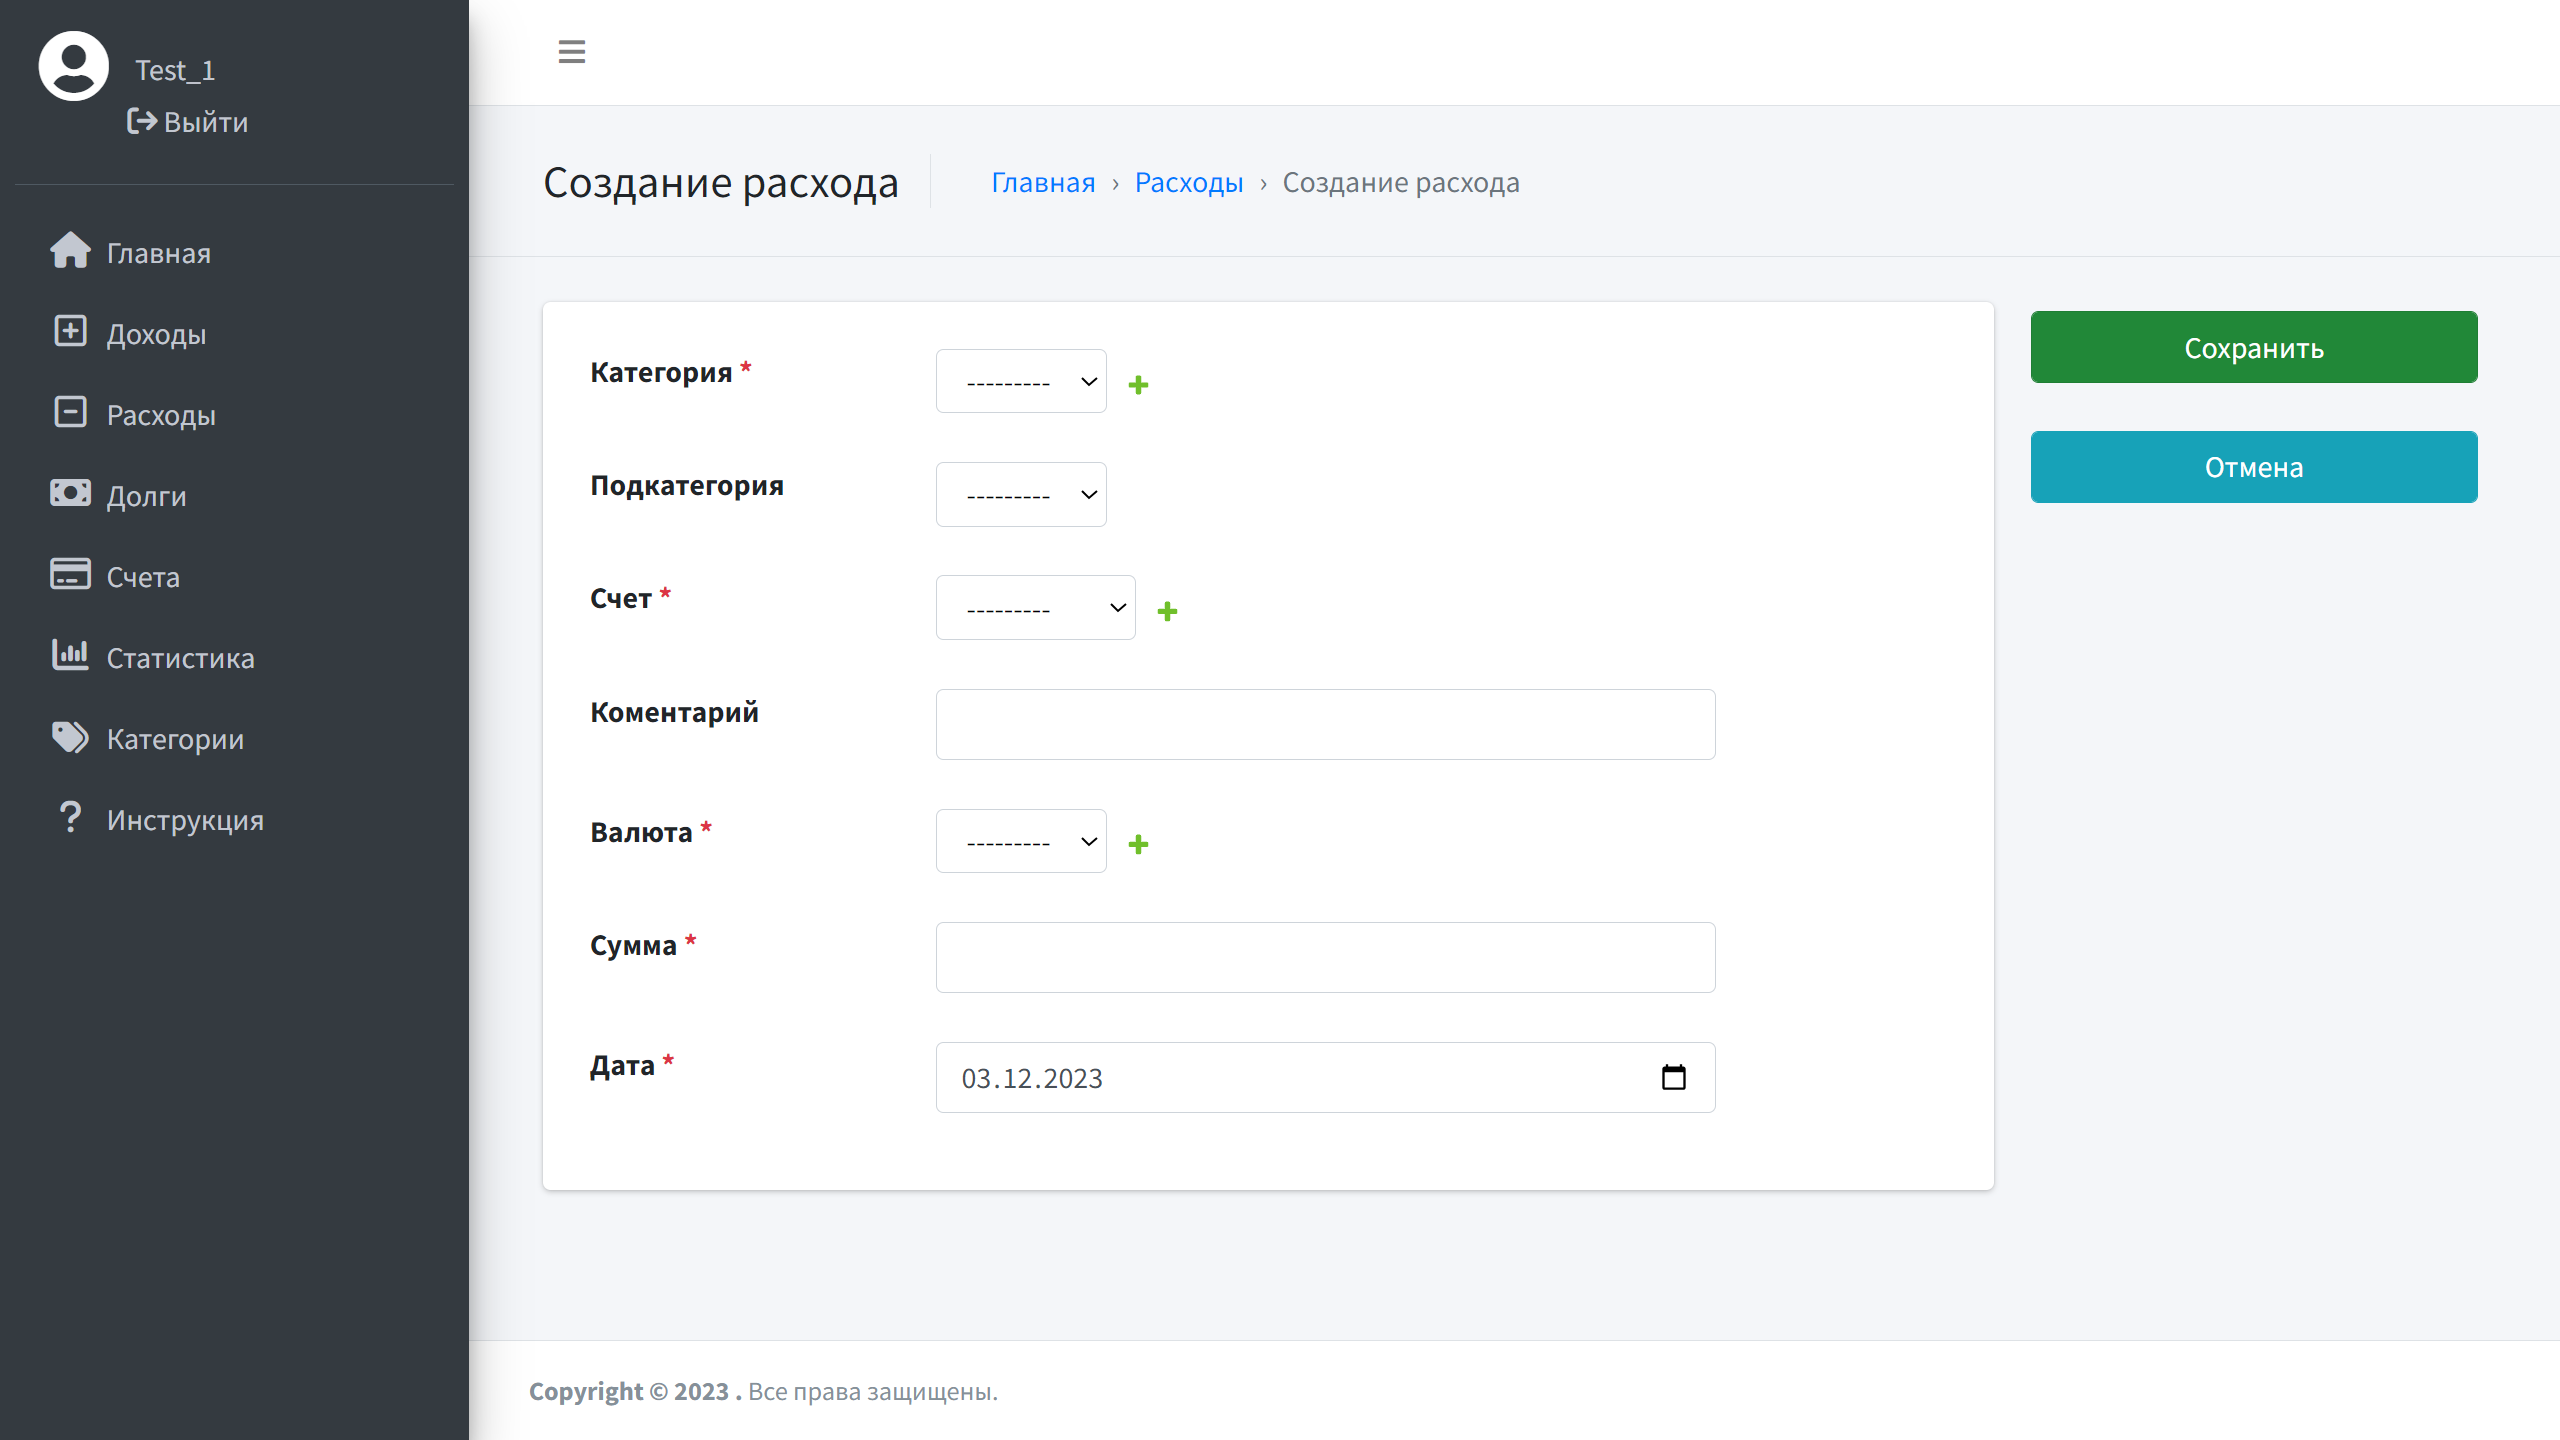 Test_1
Выйти
Главная
Доходы
Расходы
Долги
Счета
Статистика
Категории
Инструкция
Создание расхода
Главная › Расходы › Создание расхода
Категория * ---------
Подкатегория ---------
Счет * ---------
Коментарий
Валюта * ---------
Сумма *
Дата * 03.12.2023
Сохранить
Отмена
Copyright © 2023 . Все права защищены.